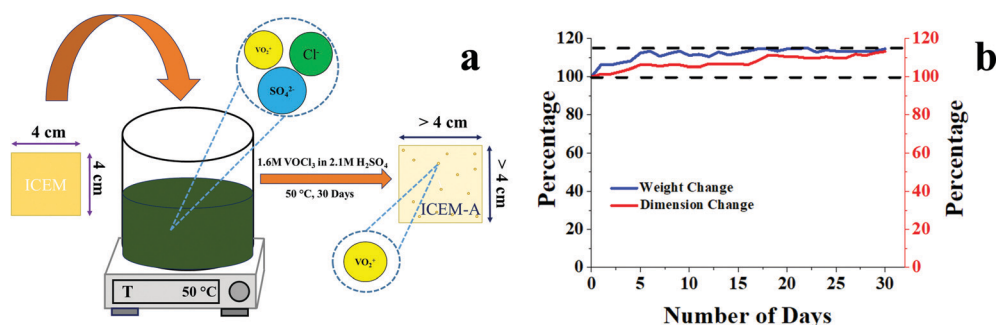 a
VO₂⁺
Cl⁻
SO₄²⁻
4 cm
4 cm
ICEM
1.6M VOCl₃ in 2.1M H₂SO₄
50 °C, 30 Days
> 4 cm
> 4 cm
ICEM-A
VO₂⁺
T 50 °C
b
Percentage
120
100
80
60
40
20
0
Weight Change
Dimension Change
120
100
80
60
40
20
0
Percentage
0 5 10 15 20 25 30
Number of Days